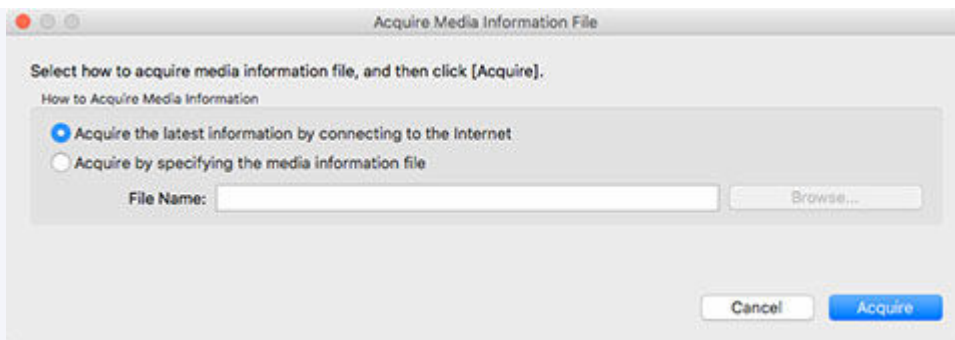 Acquire Media Information File
Select how to acquire media information file, and then click [Acquire].
How to Acquire Media Information
Acquire the latest information by connecting to the Internet
Acquire by specifying the media information file
File Name:
Browse...
Cancel
Acquire